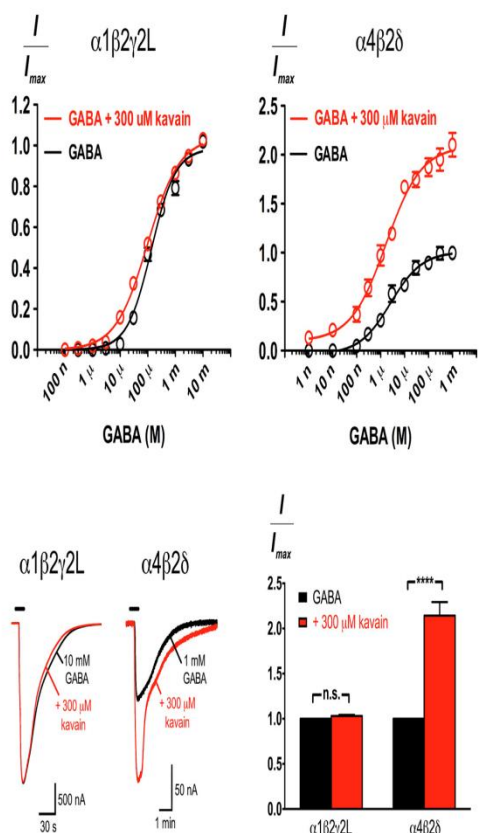 α1β2γ2L
I
Imax
GABA + 300 uM kavain
GABA
1.2
1.0
0.8
0.6
0.4
0.2
0.0
100 n
1 μ
10 μ
100 μ
1 m
10 m
GABA (M)
α4β2δ
I
Imax
GABA + 300 μM kavain
GABA
2.5
2.0
1.5
1.0
0.5
0.0
1 n
10 n
100 n
1 μ
10 μ
100 μ
1 m
GABA (M)
α1β2γ2L
10 mM
GABA
+ 300 μM
kavain
500 nA
30 s
α4β2δ
1 mM
GABA
+ 300 μM
kavain
50 nA
1 min
I
Imax
GABA
+ 300 μM kavain
n.s.
****
2.5
2.0
1.5
1.0
0.5
0.0
α1β2γ2L
α4β2δ